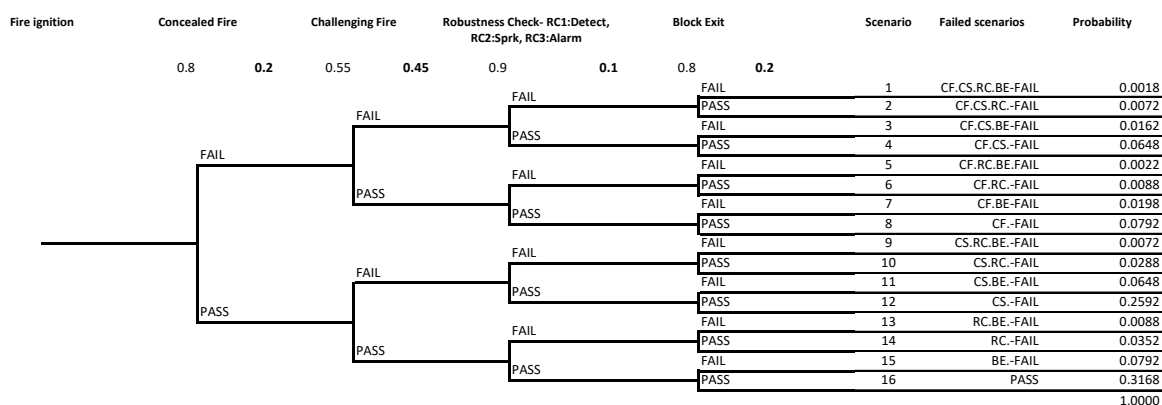 Fire ignition Concealed Fire Challenging Fire Robustness Check- RC1:Detect, Block Exit Scenario Failed scenarios Probability
RC2:Sprk, RC3:Alarm
0.8 0.2 0.55 0.45 0.9 0.1 0.8 0.2
FAIL 1 CF.CS.RC.BE-FAIL 0.0018
FAIL
PASS 2 CF.CS.RC.-FAIL 0.0072
FAIL
FAIL 3 CF.CS.BE-FAIL 0.0162
PASS
PASS 4 CF.CS.-FAIL 0.0648
FAIL
FAIL 5 CF.RC.BE.FAIL 0.0022
FAIL
PASS 6 CF.RC.-FAIL 0.0088
PASS
FAIL 7 CF.BE-FAIL 0.0198
PASS
PASS 8 CF.-FAIL 0.0792
FAIL 9 CS.RC.BE.-FAIL 0.0072
FAIL
PASS 10 CS.RC.-FAIL 0.0288
FAIL
FAIL 11 CS.BE.-FAIL 0.0648
PASS
PASS 12 CS.-FAIL 0.2592
PASS
FAIL 13 RC.BE.-FAIL 0.0088
FAIL
PASS 14 RC.-FAIL 0.0352
PASS
FAIL 15 BE.-FAIL 0.0792
PASS
PASS 16 PASS 0.3168
1.0000